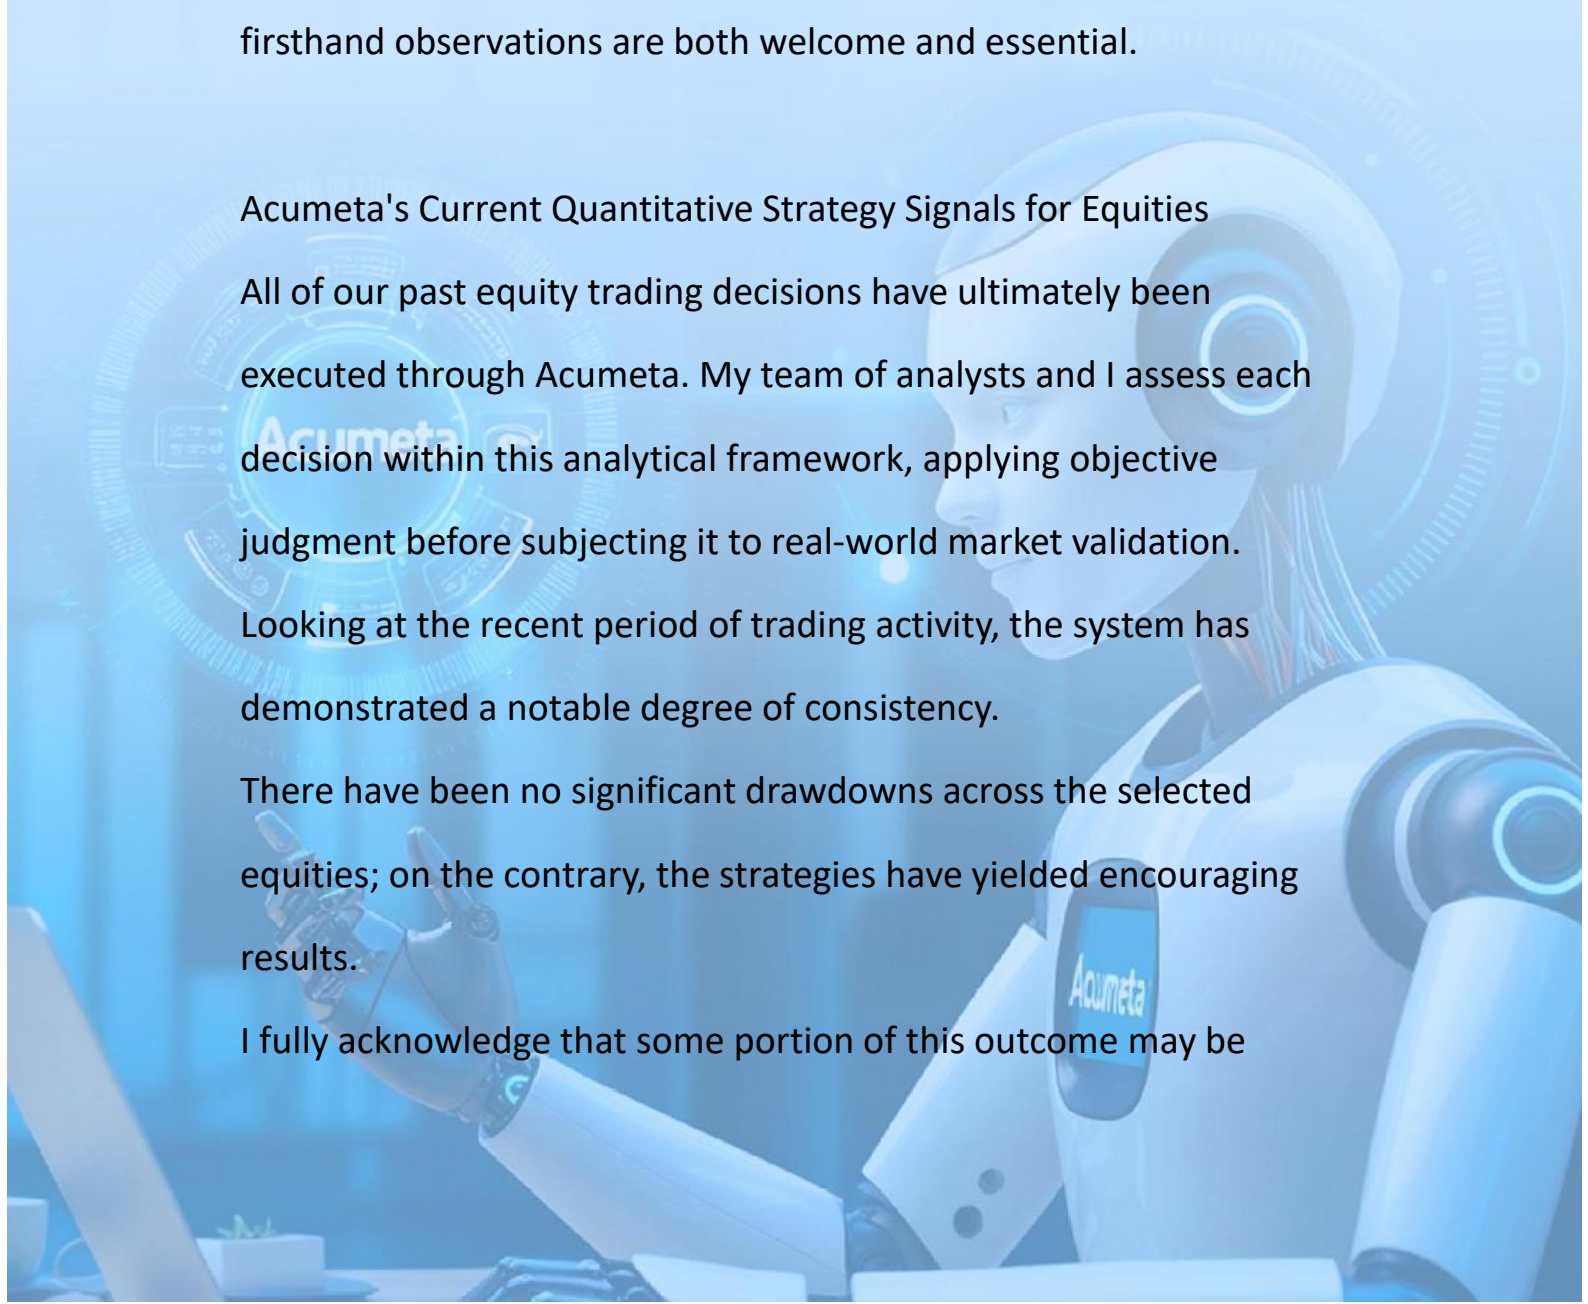 firsthand observations are both welcome and essential.
Acumeta's Current Quantitative Strategy Signals for Equities
All of our past equity trading decisions have ultimately been
executed through Acumeta. My team of analysts and I assess each
Acumeta
decision within this analytical framework, applying objective
judgment before subjecting it to real-world market validation.
Looking at the recent period of trading activity, the system has
demonstrated a notable degree of consistency.
There have been no significant drawdowns across the selected
equities; on the contrary, the strategies have yielded encouraging
results.
Acumeta
I fully acknowledge that some portion of this outcome may be